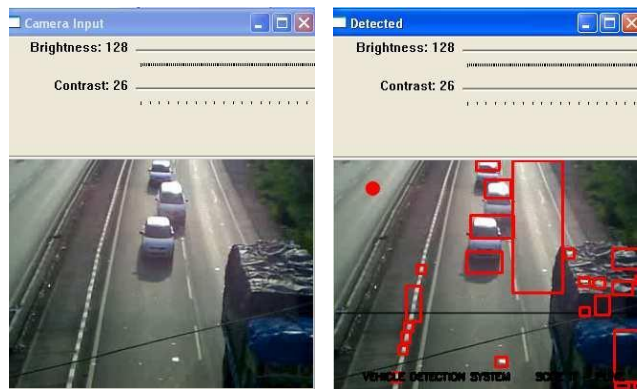 Camera Input
Brightness: 128
Contrast: 26
Detected
Brightness: 128
Contrast: 26
VEHICLE DETECTION SYSTEM